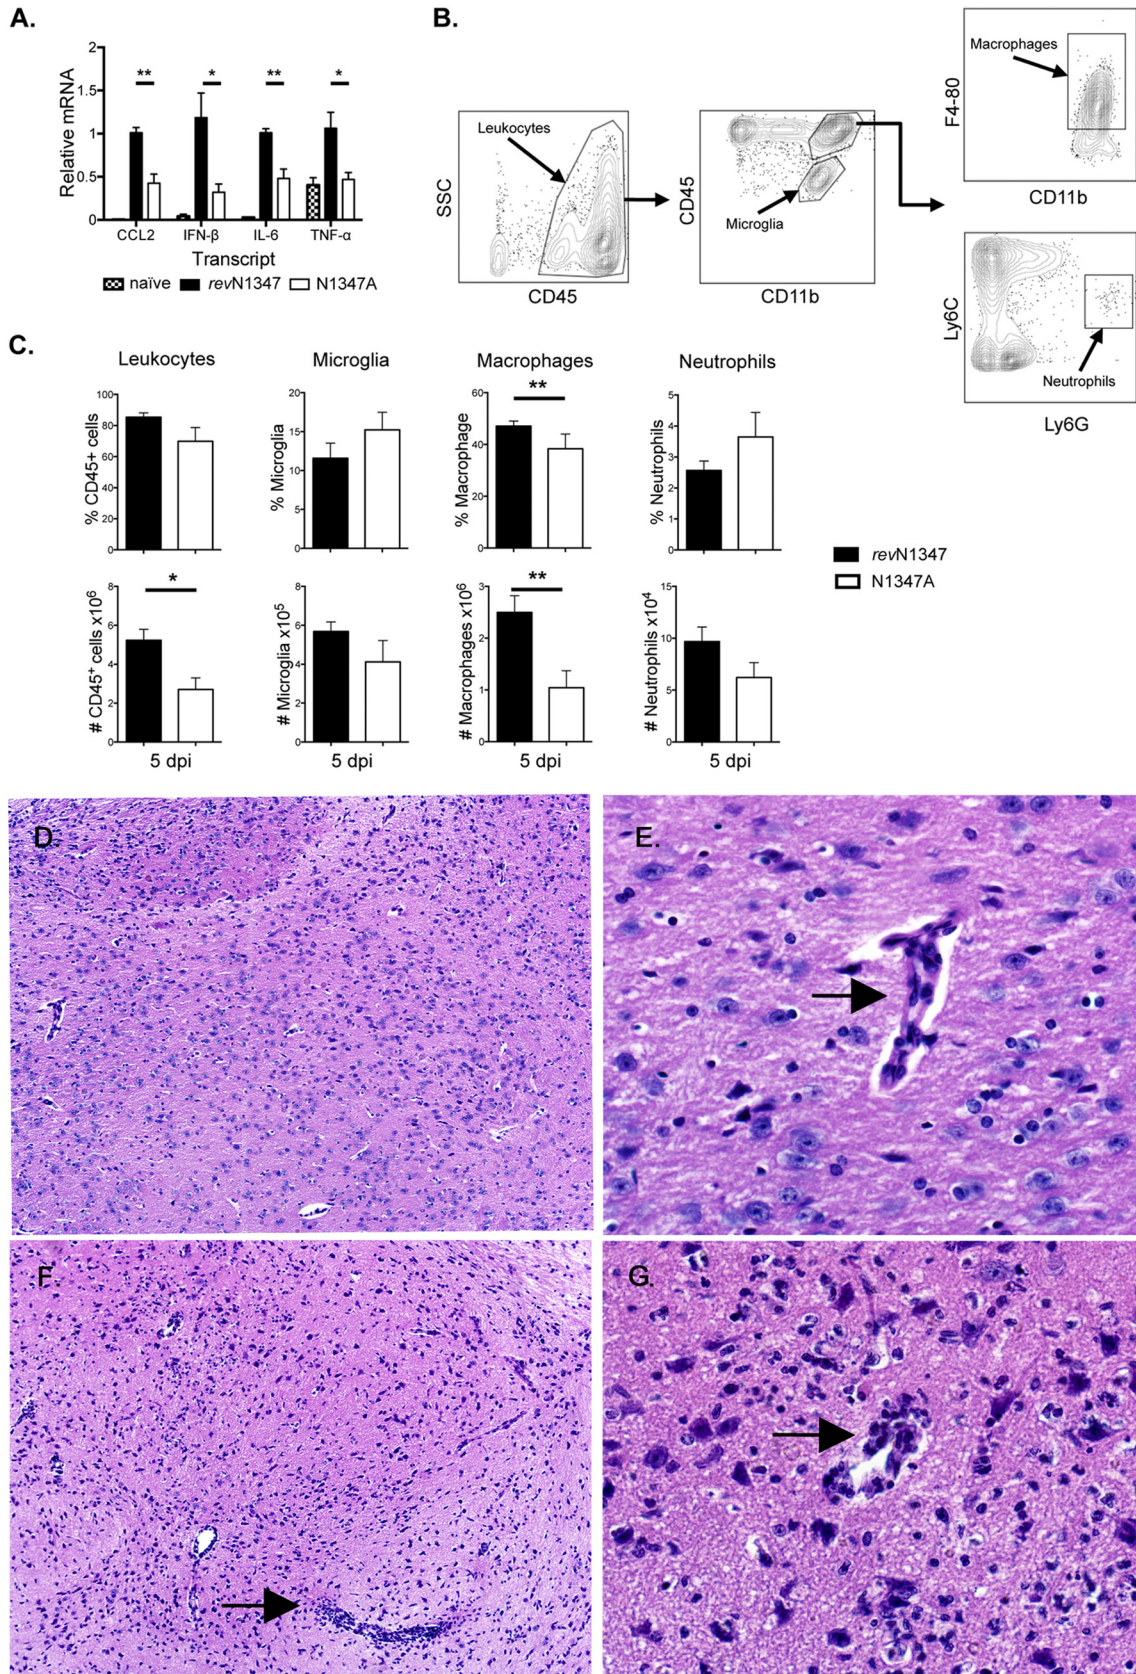 A.
2
1.5
1
0.5
0
Relative mRNA
** * ** *
CCL2 IFN-β IL-6 TNF-α
Transcript
naïve revN1347 N1347A
B.
Leukocytes
SSC
CD45
CD45
Microglia
CD11b
Macrophages
F4-80
CD11b
Ly6C
Neutrophils
Ly6G
C.
Leukocytes
100
80
60
40
20
0
% CD45+ cells
Microglia
20
15
10
5
0
% Microglia
Macrophages
**
60
40
20
0
% Macrophage
Neutrophils
5
4
3
2
1
0
% Neutrophils
*
8
6
4
2
0
# CD45+ cells x10⁶
5 dpi
8
6
4
2
0
# Microglia x10⁵
5 dpi
**
3
2
1
0
# Macrophages x10⁶
5 dpi
15
10
5
0
# Neutrophils x10⁴
5 dpi
revN1347
N1347A
D.
E.
F.
G.